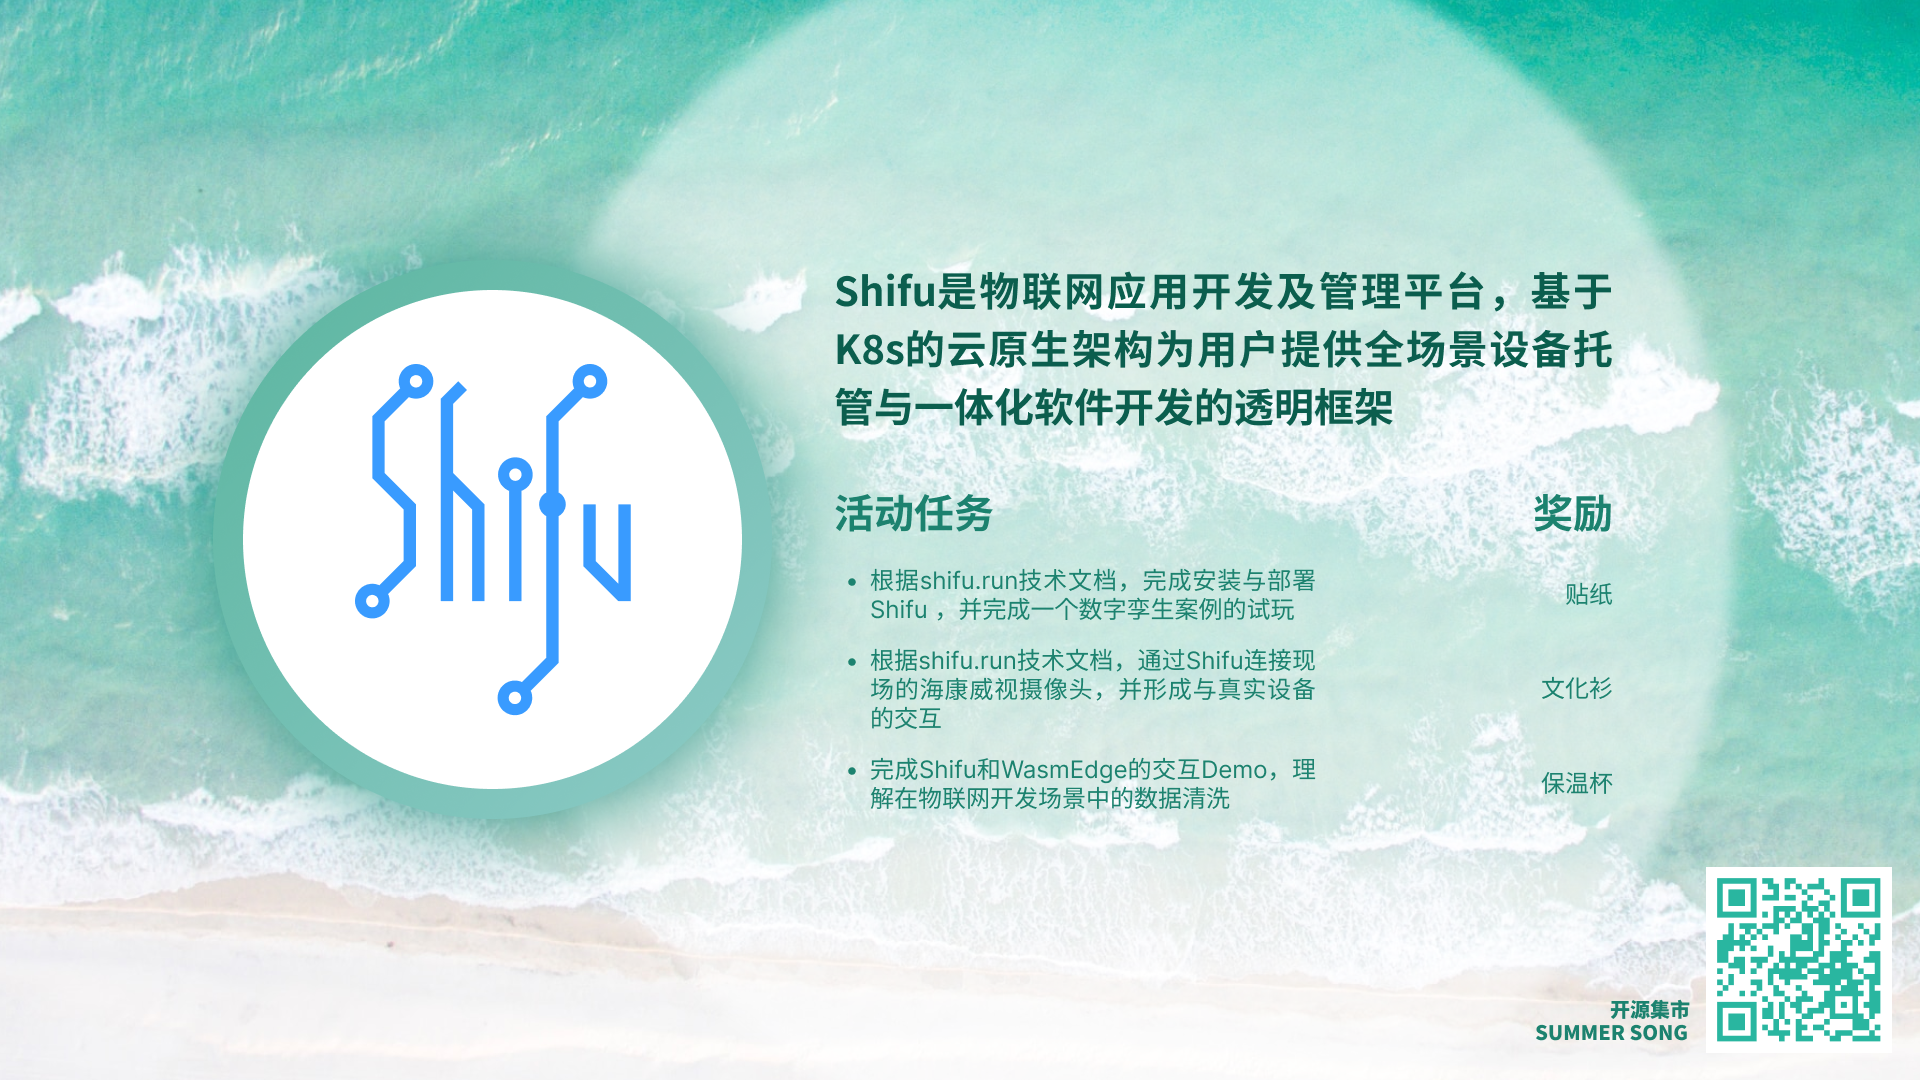 Shifu
Shifu是物联网应用开发及管理平台，基于
K8s的云原生架构为用户提供全场景设备托
管与一体化软件开发的透明框架
活动任务
奖励
• 根据shifu.run技术文档，完成安装与部署
Shifu ，并完成一个数字孪生案例的试玩
贴纸
• 根据shifu.run技术文档，通过Shifu连接现
场的海康威视摄像头，并形成与真实设备
的交互
文化衫
• 完成Shifu和WasmEdge的交互Demo，理
解在物联网开发场景中的数据清洗
保温杯
开源集市
SUMMER SONG